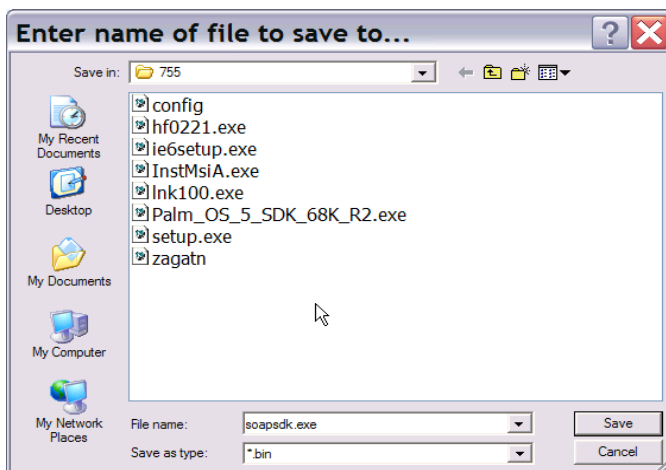 Enter name of file to save to...
Save in:
755
config
hf0221.exe
ie6setup.exe
InstMsiA.exe
lnk100.exe
Palm_OS_5_SDK_68K_R2.exe
setup.exe
zagatn
My Recent
Documents
Desktop
My Documents
My Computer
My Network
Places
File name:
soapsdk.exe
Save
Save as type:
*.bin
Cancel